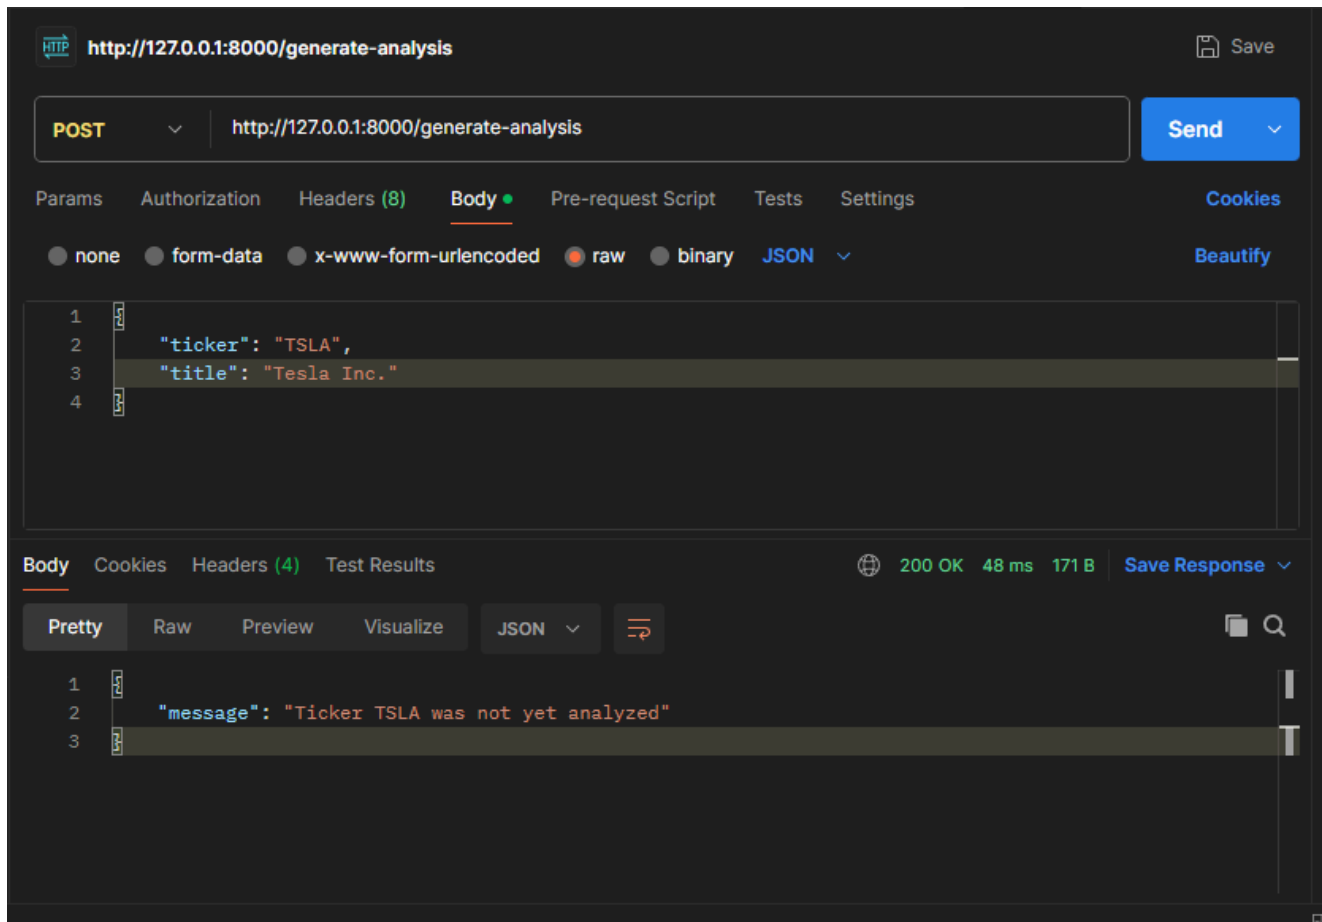 HTTP http://127.0.0.1:8000/generate-analysis Save
POST http://127.0.0.1:8000/generate-analysis Send
Params Authorization Headers (8) Body Pre-request Script Tests Settings Cookies
none form-data x-www-form-urlencoded raw binary JSON Beautify
1 {
2 "ticker": "TSLA",
3 "title": "Tesla Inc."
4 }
Body Cookies Headers (4) Test Results 200 OK 48 ms 171 B Save Response
Pretty Raw Preview Visualize JSON
1 {
2 "message": "Ticker TSLA was not yet analyzed"
3 }